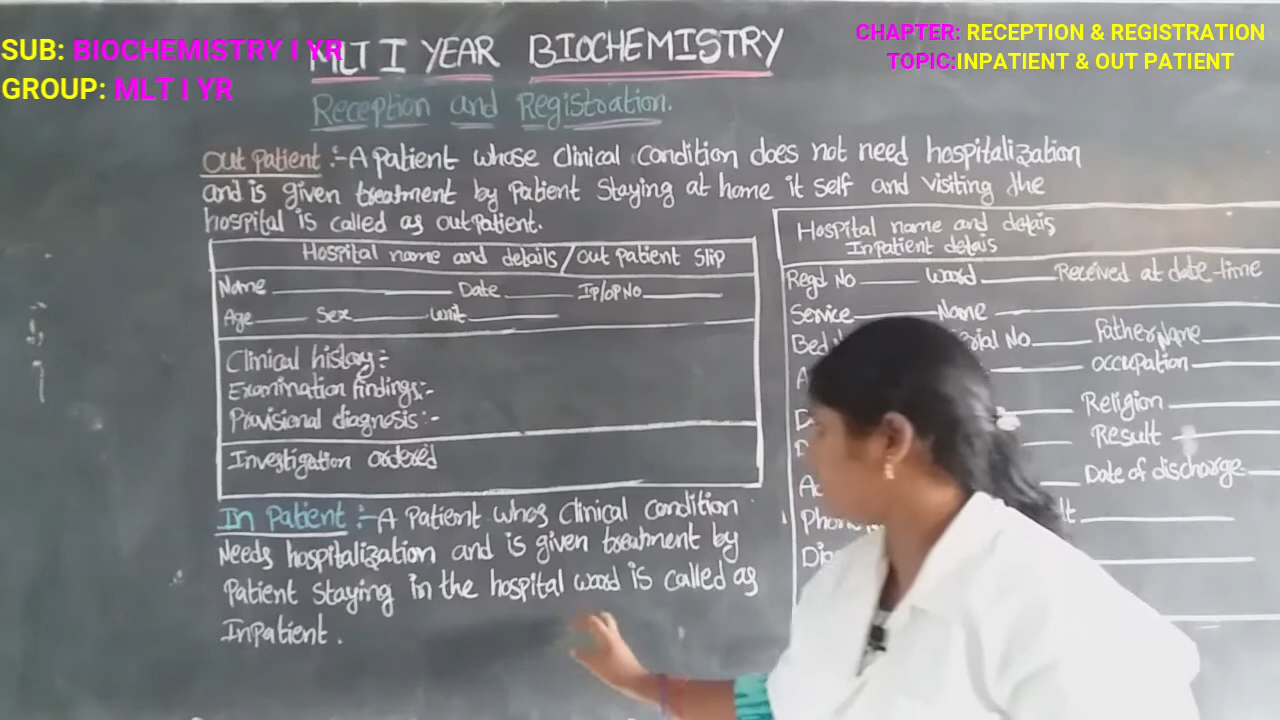 SUB: BIOCHEMISTRY I YR
GROUP: MLT I YR
CHAPTER: RECEPTION & REGISTRATION
TOPIC:INPATIENT & OUT PATIENT
MLT I YEAR BIOCHEMISTRY
Reception and Registration.
Out Patient :- A Patient whose clinical condition does not need hospitalization
and is given treatment by Patient staying at home it self and visiting the
hospital is called as outpatient.
Hospital name and details/out patient slip
Name Date IP/OP NO
Age Sex Unit
Clinical history:-
Examination findings:-
Provisional diagnosis:-
Investigation ordered
In Patient :- A Patient whos clinical condition
Needs hospitalization and is given treatment by
Patient staying in the hospital ward is called as
Inpatient.
Hospital name and detais
Inpatient detais
Regd No ward Received at date-time
Service Name
Bed No Father Name
Occupation
Religion
Result
Date of discharge